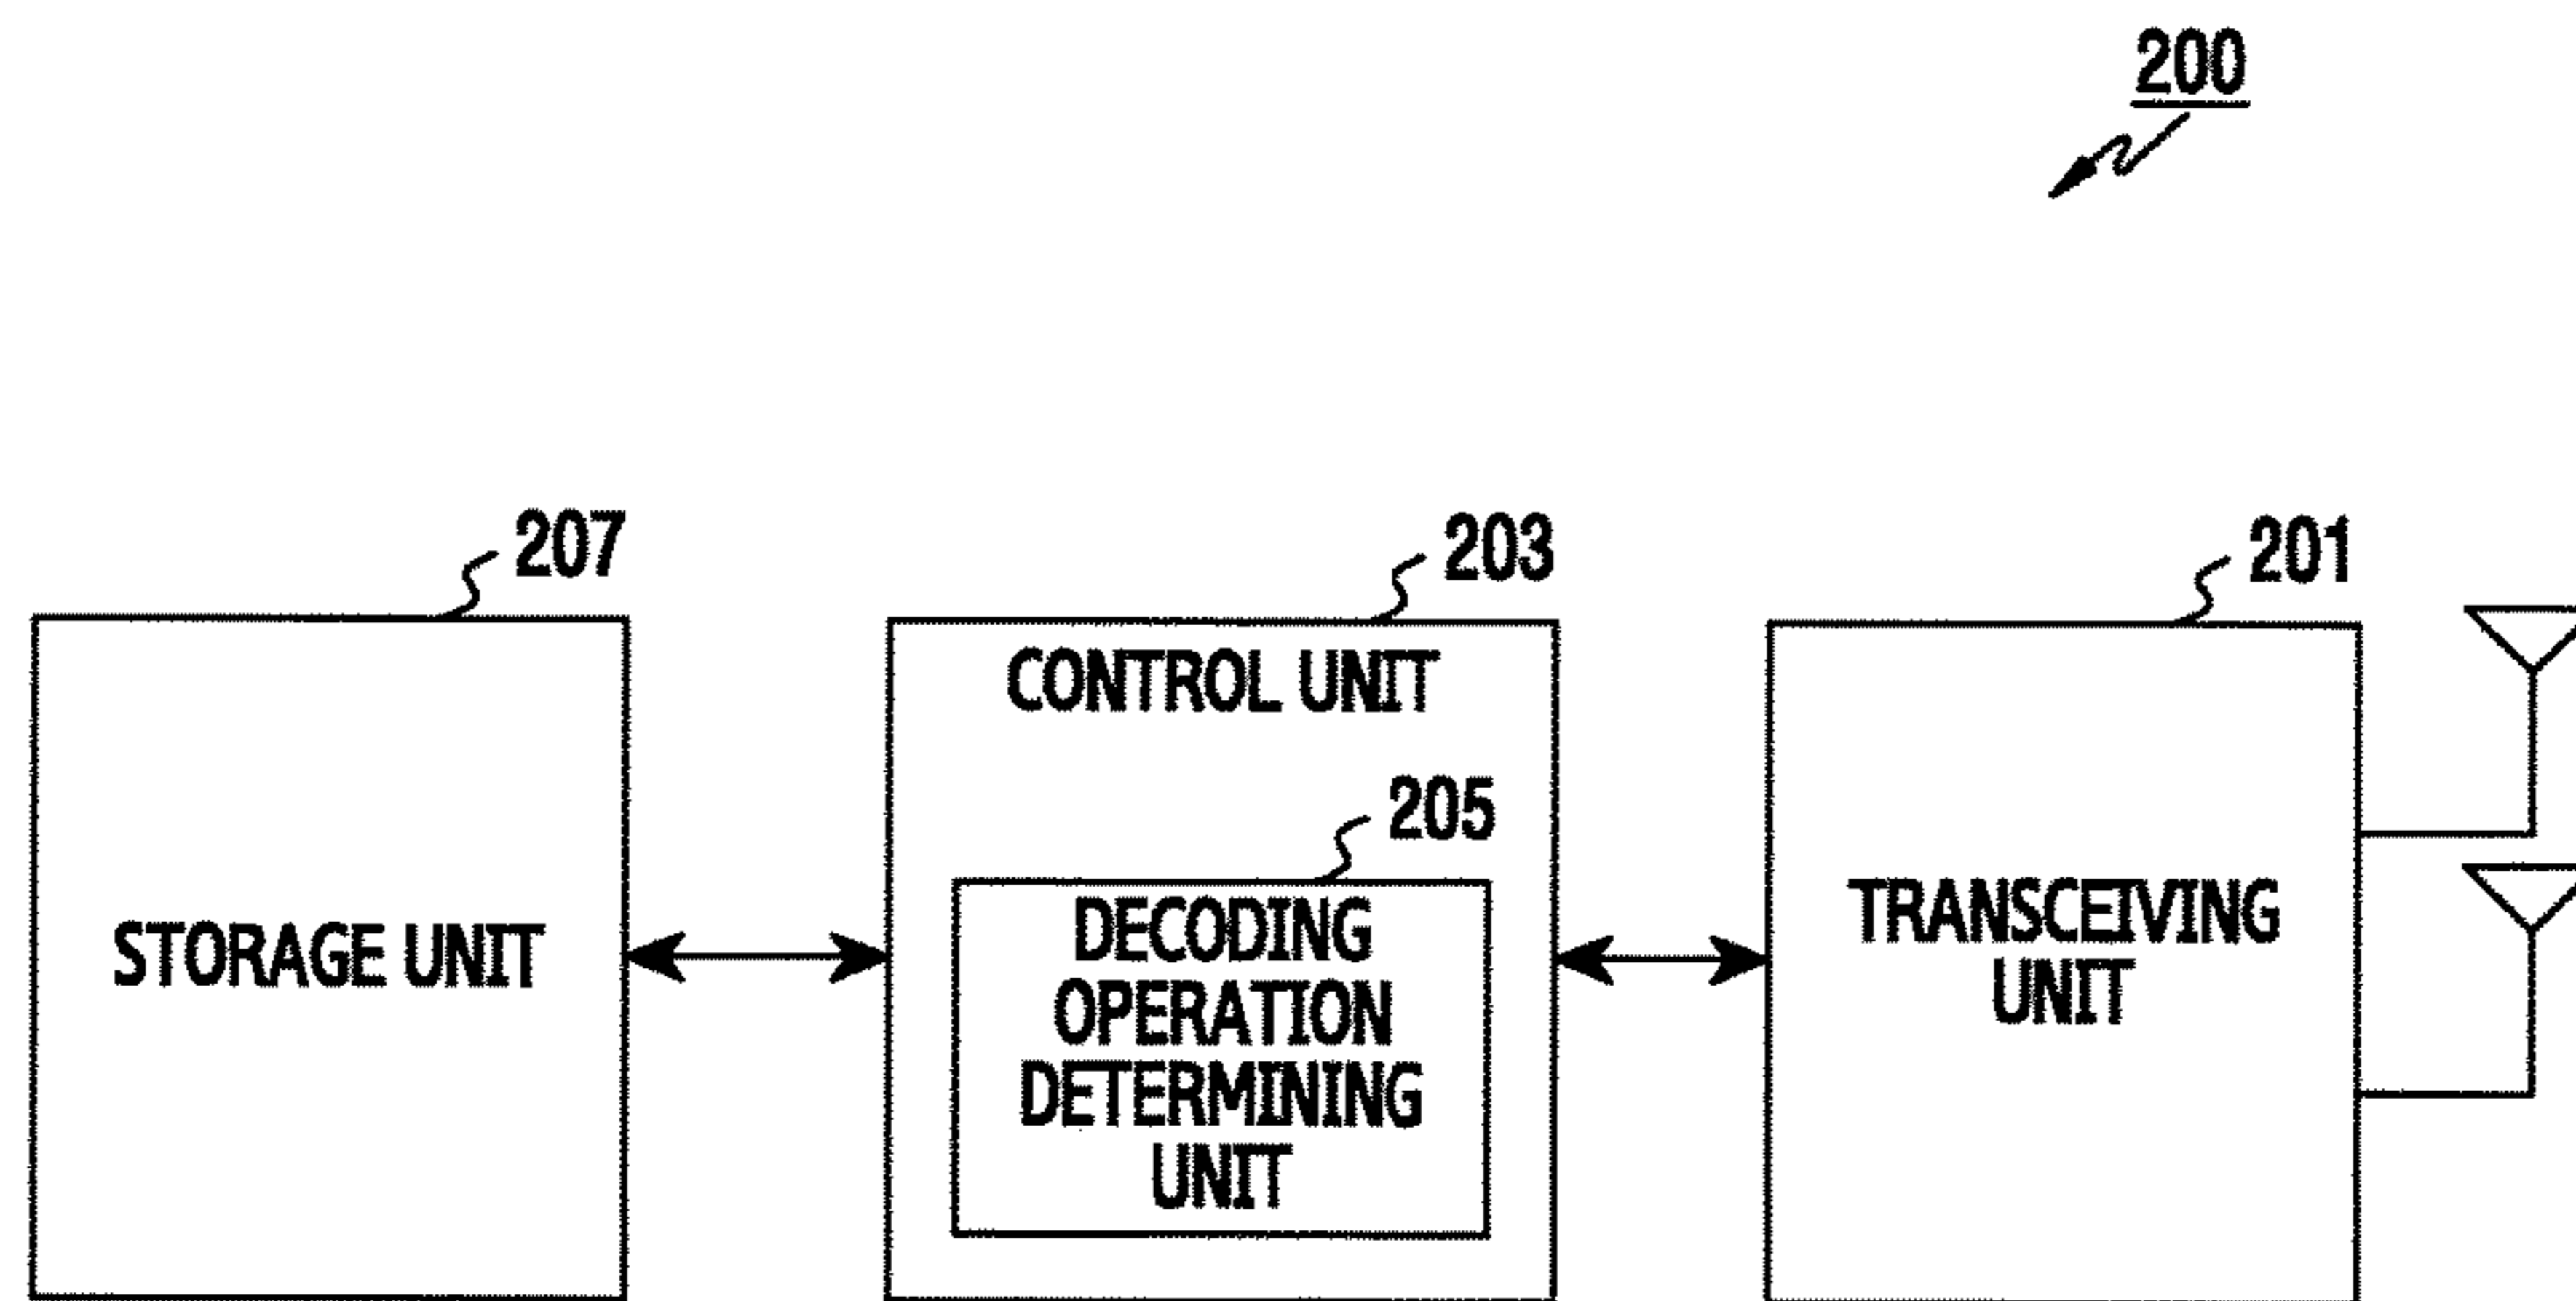 200
207
203
201
CONTROL UNIT
205
STORAGE UNIT
DECODING
OPERATION
DETERMINING
UNIT
TRANSCEIVING
UNIT